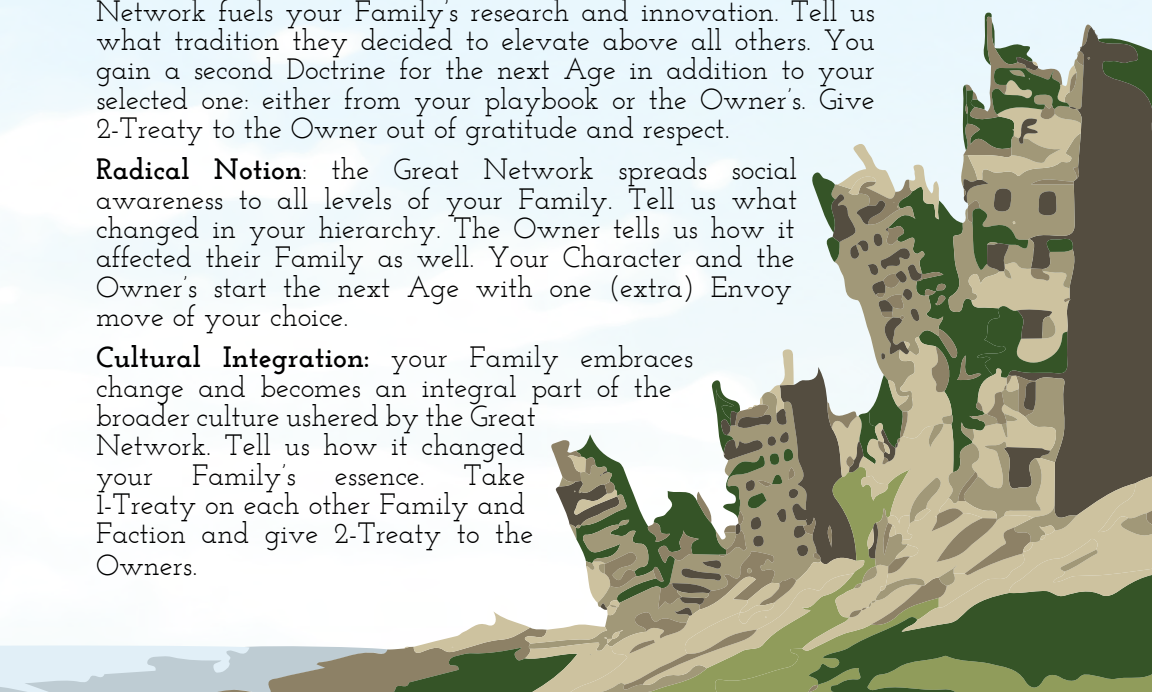 Network fuels your Family's research and innovation. Tell us
what tradition they decided to elevate above all others. You
gain a second Doctrine for the next Age in addition to your
selected one: either from your playbook or the Owner's. Give
2-Treaty to the Owner out of gratitude and respect.
Radical Notion: the Great Network spreads social
awareness to all levels of your Family. Tell us what
changed in your hierarchy. The Owner tells us how it
affected their Family as well. Your Character and the
Owner's start the next Age with one (extra) Envoy
move of your choice.
Cultural Integration: your Family embraces
change and becomes an integral part of the
broader culture ushered by the Great
Network. Tell us how it changed
your Family's essence. Take
1-Treaty on each other Family and
Faction and give 2-Treaty to the
Owners.